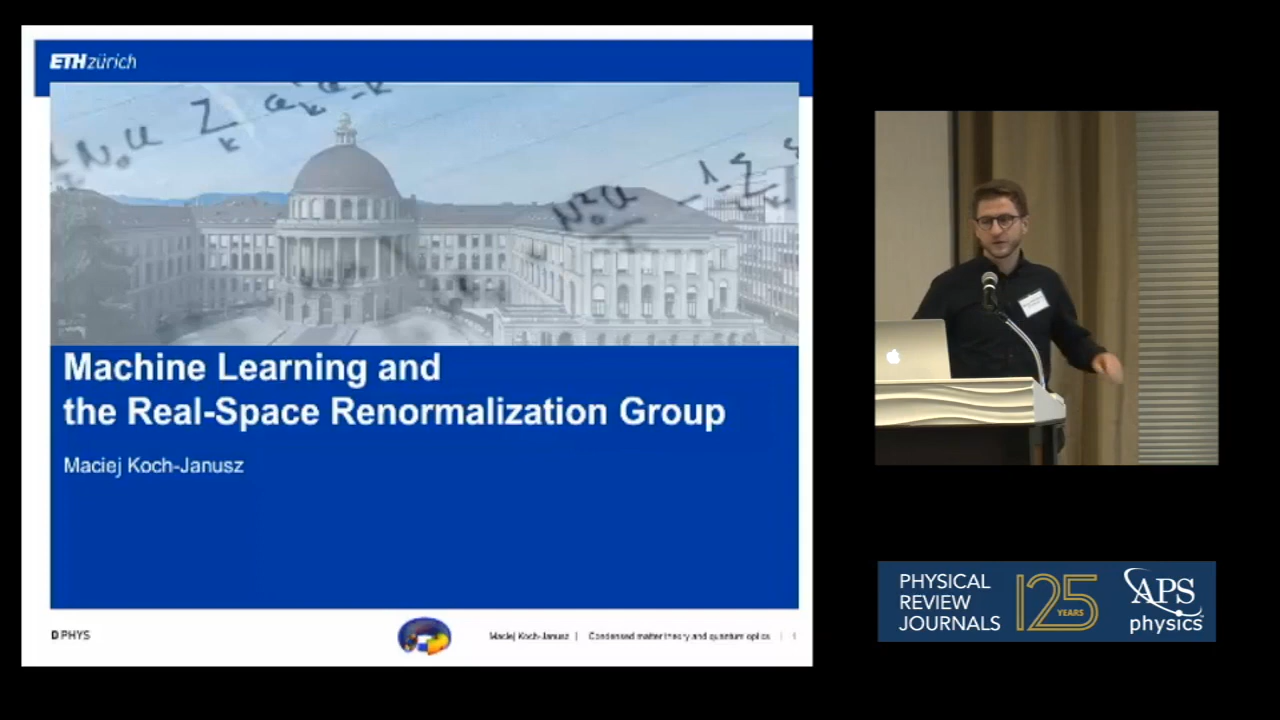 ETH zürich
Machine Learning and
the Real-Space Renormalization Group
Maciej Koch-Janusz
D PHYS
Maciej Koch-Janusz | Condensed matter theory and quantum optics | 1
PHYSICAL
REVIEW
JOURNALS
125
YEARS
APS
physics